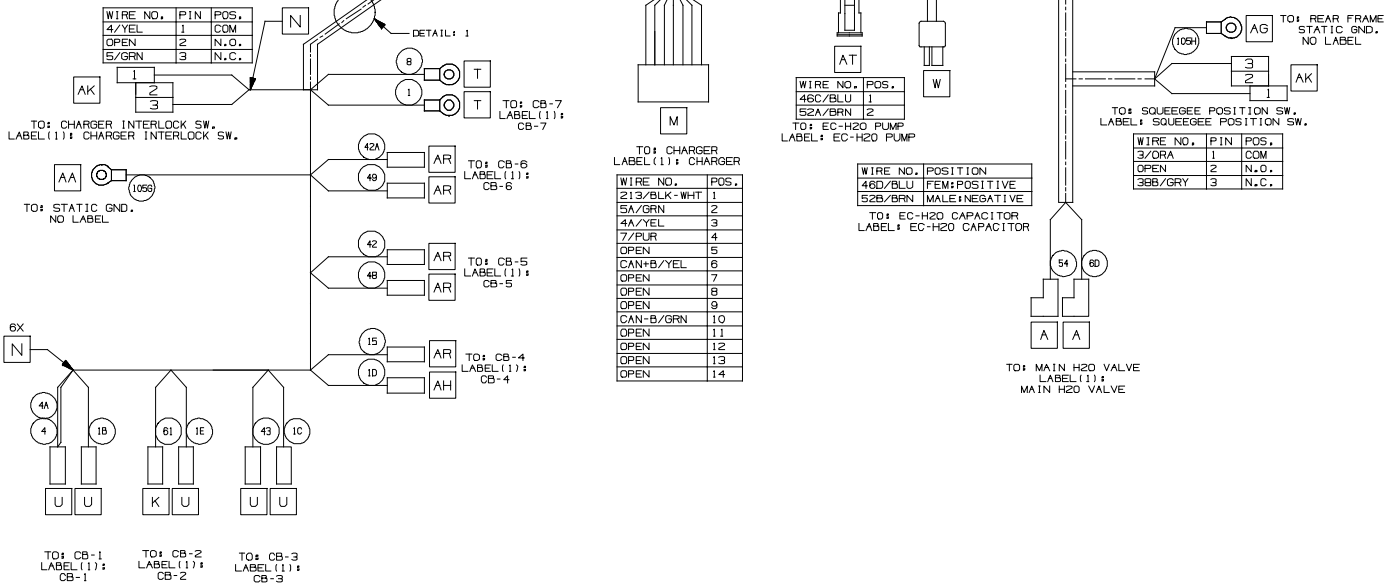 WIRE NO. PIN POS.
4/YEL 1 COM
OPEN 2 N.O.
5/GRN 3 N.C.
N
DETAIL: 1
1
2
3
AK
TO: CHARGER INTERLOCK SW.
LABEL(1): CHARGER INTERLOCK SW.
8
T
1
T
TO: CB-7
LABEL(1):
CB-7
AA
105G
TO: STATIC GND.
NO LABEL
42A
AR
49
AR
TO: CB-6
LABEL(1):
CB-6
42
AR
48
AR
TO: CB-5
LABEL(1):
CB-5
15
AR
1D
AH
TO: CB-4
LABEL(1):
CB-4
6X
N
4A
4
1B
U U
TO: CB-1
LABEL(1):
CB-1
61
1E
K U
TO: CB-2
LABEL(1):
CB-2
43
1C
U U
TO: CB-3
LABEL(1):
CB-3
M
TO: CHARGER
LABEL(1): CHARGER
WIRE NO. POS.
213/BLK-WHT 1
5A/GRN 2
4A/YEL 3
7/PUR 4
OPEN 5
CAN+B/YEL 6
OPEN 7
OPEN 8
OPEN 9
CAN-B/GRN 10
OPEN 11
OPEN 12
OPEN 13
OPEN 14
AT
WIRE NO. POS.
46C/BLU 1
52A/BRN 2
TO: EC-H2O PUMP
LABEL: EC-H2O PUMP
W
WIRE NO. POSITION
46D/BLU FEM:POSITIVE
52B/BRN MALE:NEGATIVE
TO: EC-H2O CAPACITOR
LABEL: EC-H2O CAPACITOR
105H
AG
TO: REAR FRAME
STATIC GND.
NO LABEL
3
2
1
AK
TO: SQUEEGEE POSITION SW.
LABEL: SQUEEGEE POSITION SW.
WIRE NO. PIN POS.
3/ORA 1 COM
OPEN 2 N.O.
38B/GRY 3 N.C.
54
6D
A A
TO: MAIN H2O VALVE
LABEL(1):
MAIN H2O VALVE